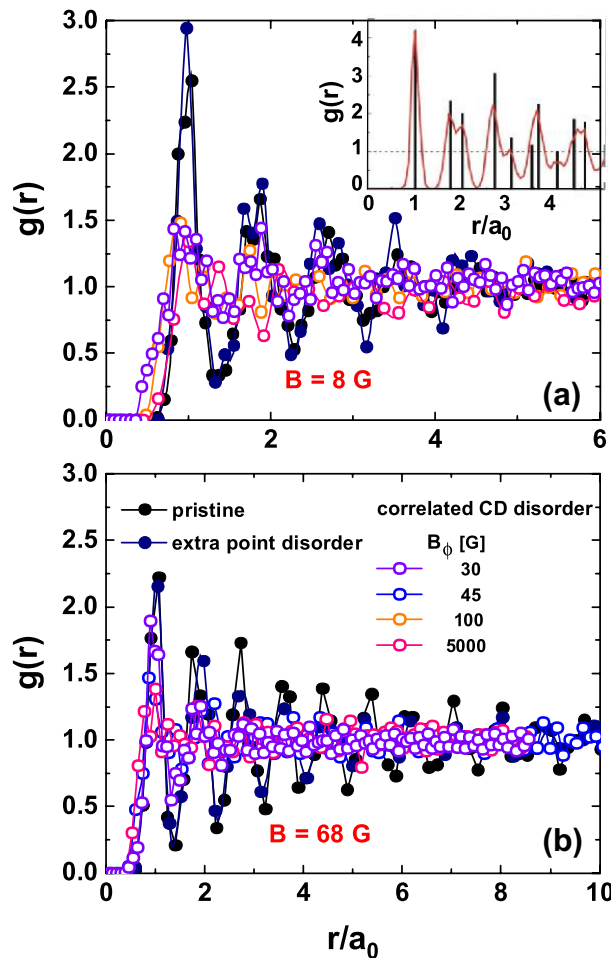 (a)
3.0
2.5
2.0
1.5
1.0
0.5
0.0
g(r)
0 2 4 6
B = 8 G
4
3
2
1
0
g(r)
0 1 2 3 4
r/a0
(b)
3.0
2.5
2.0
1.5
1.0
0.5
0.0
g(r)
pristine
extra point disorder
correlated CD disorder
Bϕ [G]
30
45
100
5000
B = 68 G
0 2 4 6 8 10
r/a0